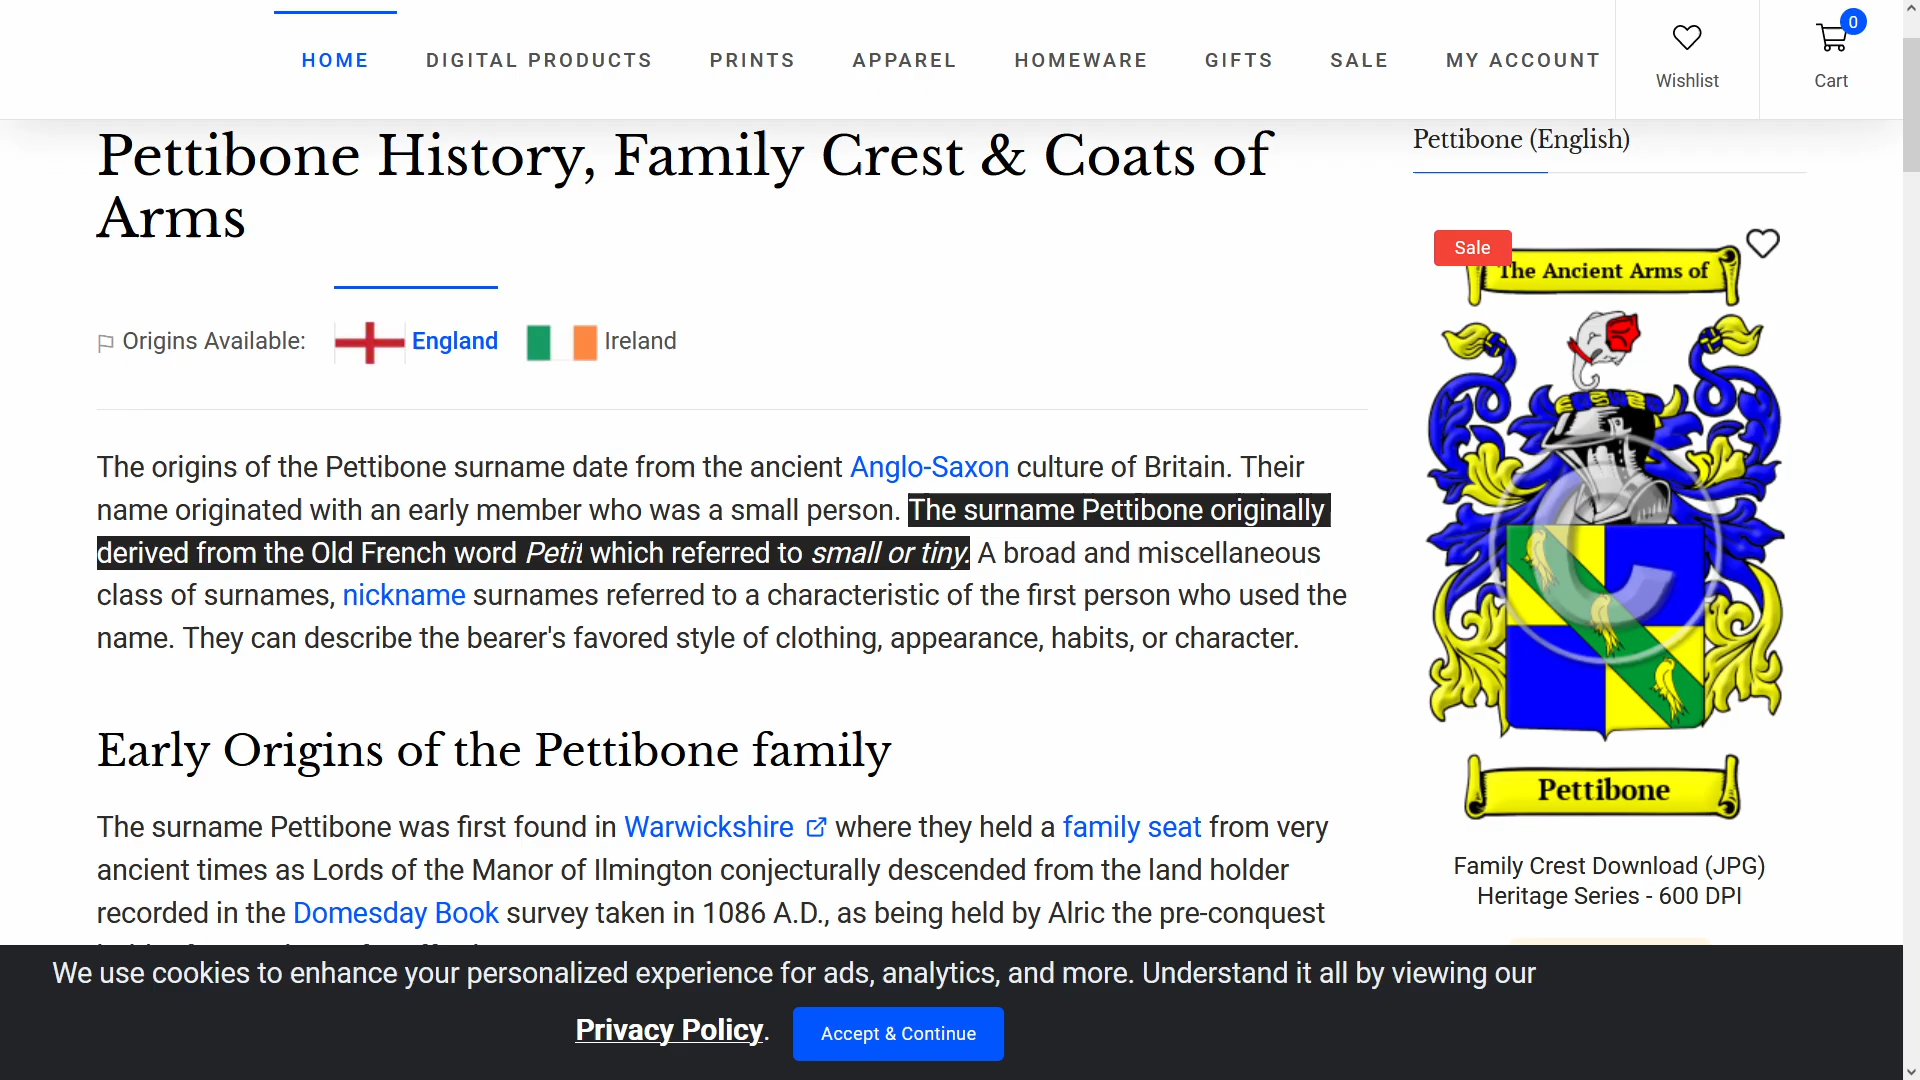 HOME DIGITAL PRODUCTS PRINTS APPAREL HOMEWARE GIFTS SALE MY ACCOUNT
Wishlist
0
Cart
Pettibone History, Family Crest & Coats of
Arms
Origins Available: England Ireland
The origins of the Pettibone surname date from the ancient Anglo-Saxon culture of Britain. Their
name originated with an early member who was a small person. The surname Pettibone originally
derived from the Old French word Petit which referred to small or tiny. A broad and miscellaneous
class of surnames, nickname surnames referred to a characteristic of the first person who used the
name. They can describe the bearer's favored style of clothing, appearance, habits, or character.
Early Origins of the Pettibone family
The surname Pettibone was first found in Warwickshire where they held a family seat from very
ancient times as Lords of the Manor of Ilmington conjecturally descended from the land holder
recorded in the Domesday Book survey taken in 1086 A.D., as being held by Alric the pre-conquest
Pettibone (English)
Sale
The Ancient Arms of
C
Pettibone
Family Crest Download (JPG)
Heritage Series - 600 DPI
We use cookies to enhance your personalized experience for ads, analytics, and more. Understand it all by viewing our
Privacy Policy.
Accept & Continue